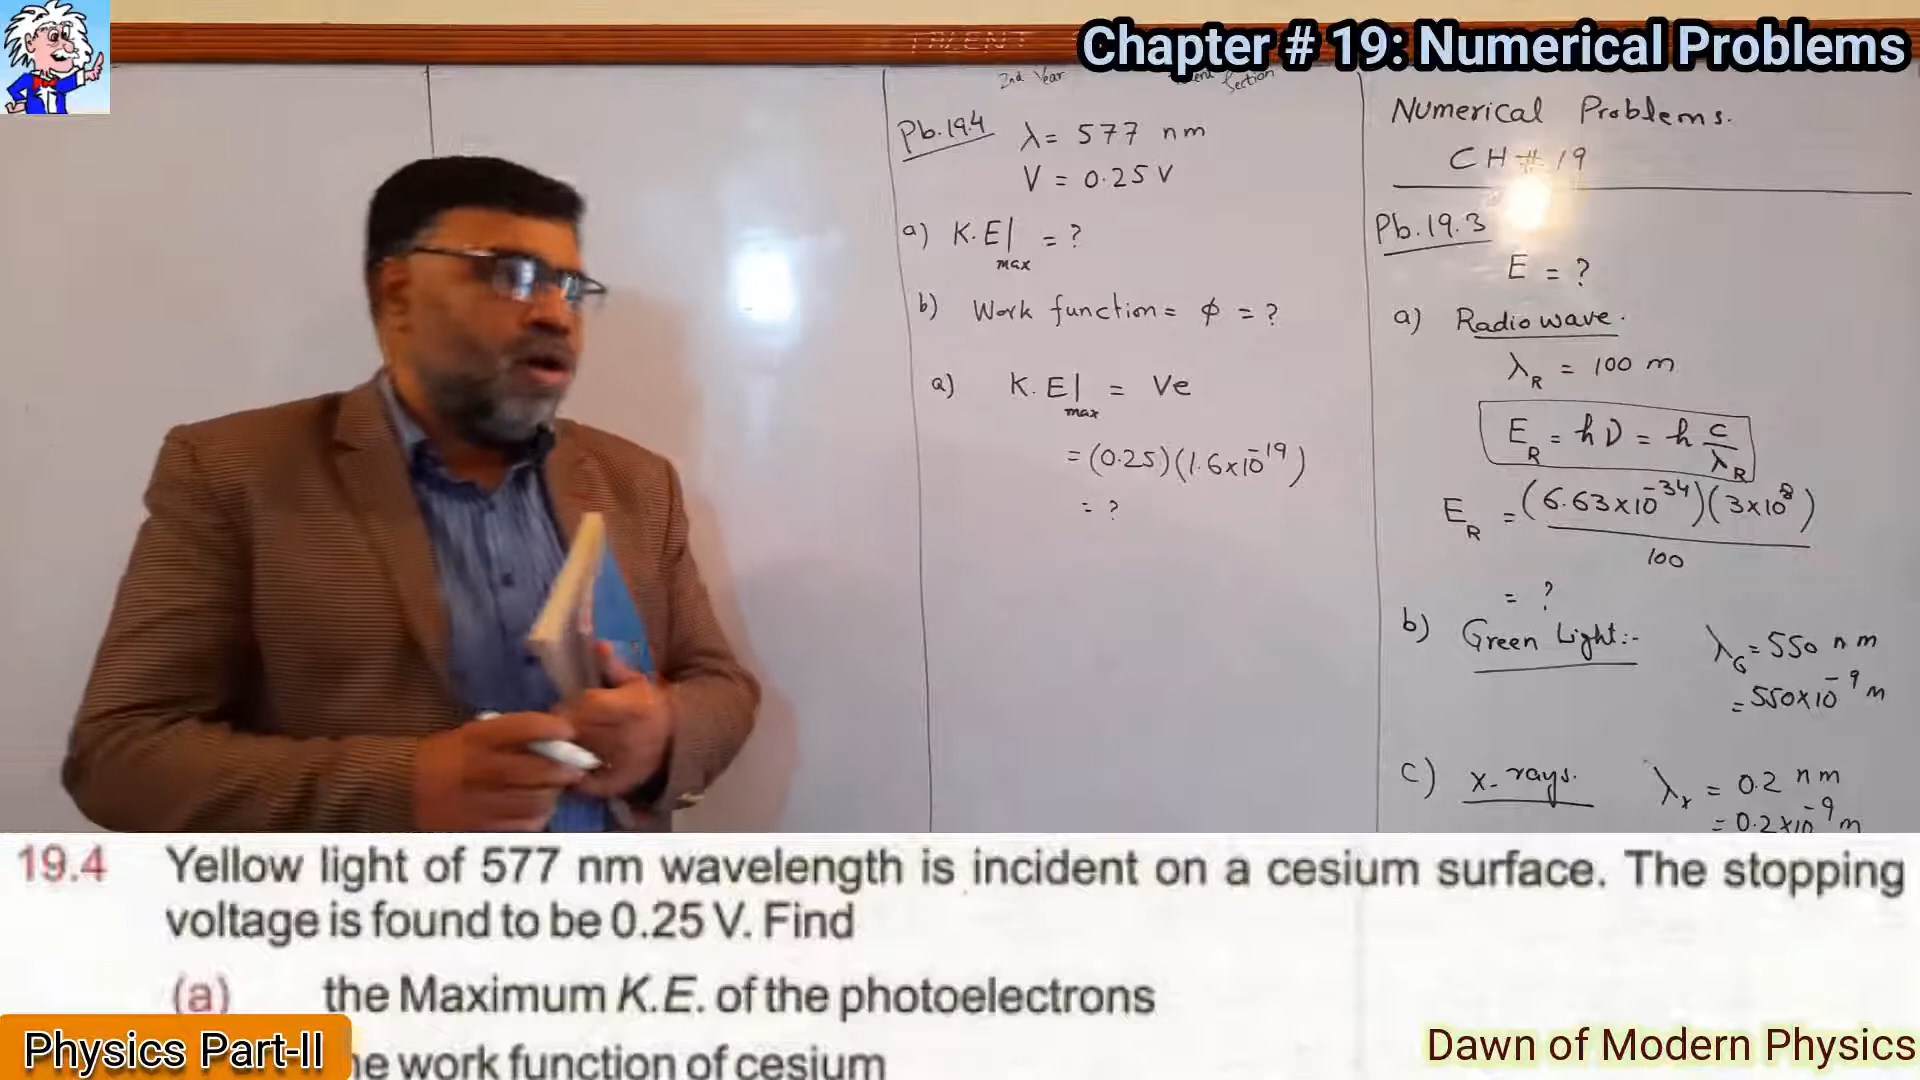 Chapter # 19: Numerical Problems
TALENT
2nd Year
Section
Pb.19.4
λ = 577 nm
V = 0.25 V
a) K.E|max = ?
b) Work function = φ = ?
a) K.E|max = Ve
= (0.25)(1.6×10^-19)
= ?
Numerical Problems.
CH # 19
Pb.19.3
E = ?
a) Radio wave.
λR = 100 m
ER = hν = h c/λR
ER = (6.63×10^-34)(3×10^8)
100
= ?
b) Green Light:-
λG = 550 nm
= 550×10^-9 m
c) x-rays.
λx = 0.2 nm
= 0.2×10^-9 m
19.4 Yellow light of 577 nm wavelength is incident on a cesium surface. The stopping
voltage is found to be 0.25 V. Find
(a) the Maximum K.E. of the photoelectrons
work function of cesium
Physics Part-II
Dawn of Modern Physics